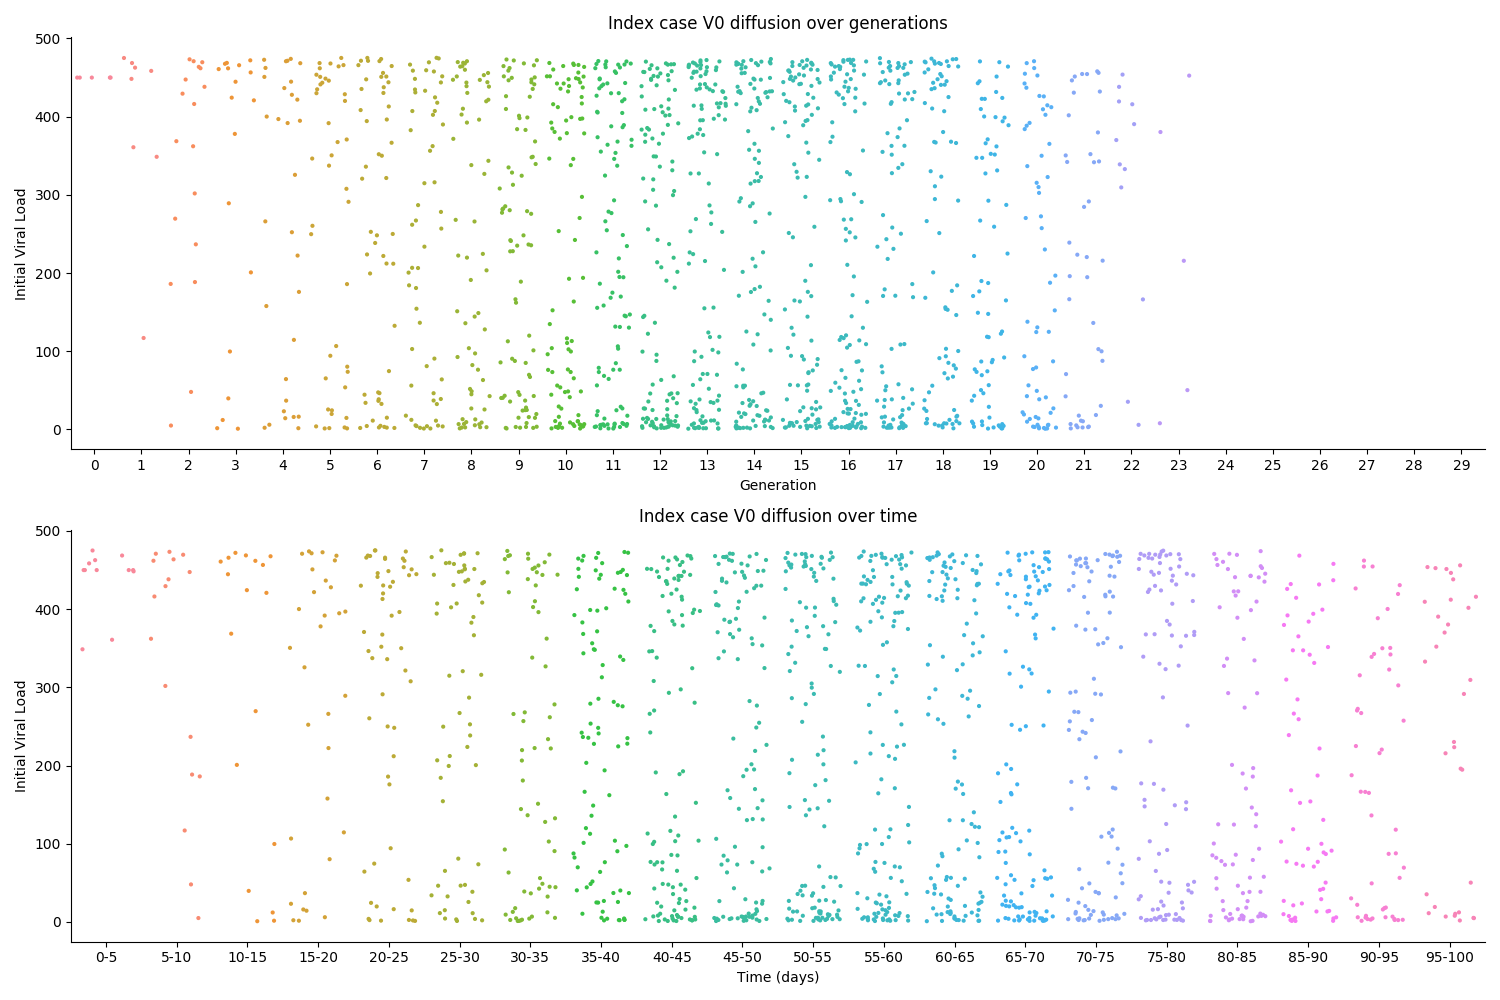 Index case V0 diffusion over generations
500
400
300
200
100
0
Initial Viral Load
0 1 2 3 4 5 6 7 8 9 10 11 12 13 14 15 16 17 18 19 20 21 22 23 24 25 26 27 28 29
Generation
Index case V0 diffusion over time
500
400
300
200
100
0
Initial Viral Load
0-5 5-10 10-15 15-20 20-25 25-30 30-35 35-40 40-45 45-50 50-55 55-60 60-65 65-70 70-75 75-80 80-85 85-90 90-95 95-100
Time (days)